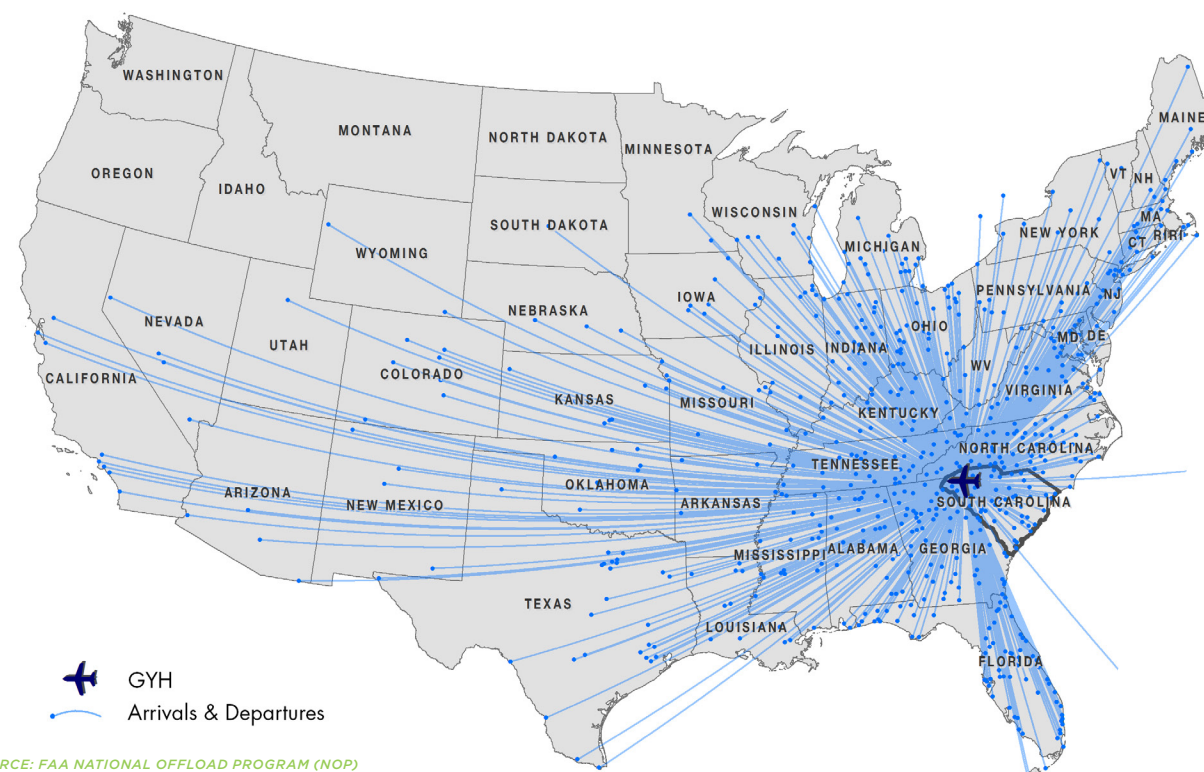 WASHINGTON
MAINE
MONTANA
NORTH DAKOTA
MINNESOTA
OREGON
VT
NH
IDAHO
WISCONSIN
MA
SOUTH DAKOTA
NEW YORK
RI
RI
CT
MICHIGAN
WYOMING
PENNSYLVANIA
NJ
IOWA
NEBRASKA
NEVADA
OHIO
MD
DE
UTAH
ILLINOIS
INDIANA
WV
COLORADO
CALIFORNIA
VIRGINIA
KANSAS
MISSOURI
KENTUCKY
NORTH CAROLINA
TENNESSEE
OKLAHOMA
ARIZONA
ARKANSAS
SOUTH CAROLINA
NEW MEXICO
MISSISSIPPI
ALABAMA
GEORGIA
TEXAS
LOUISIANA
FLORIDA
GYH
Arrivals & Departures
RCE: FAA NATIONAL OFFLOAD PROGRAM (NOP)